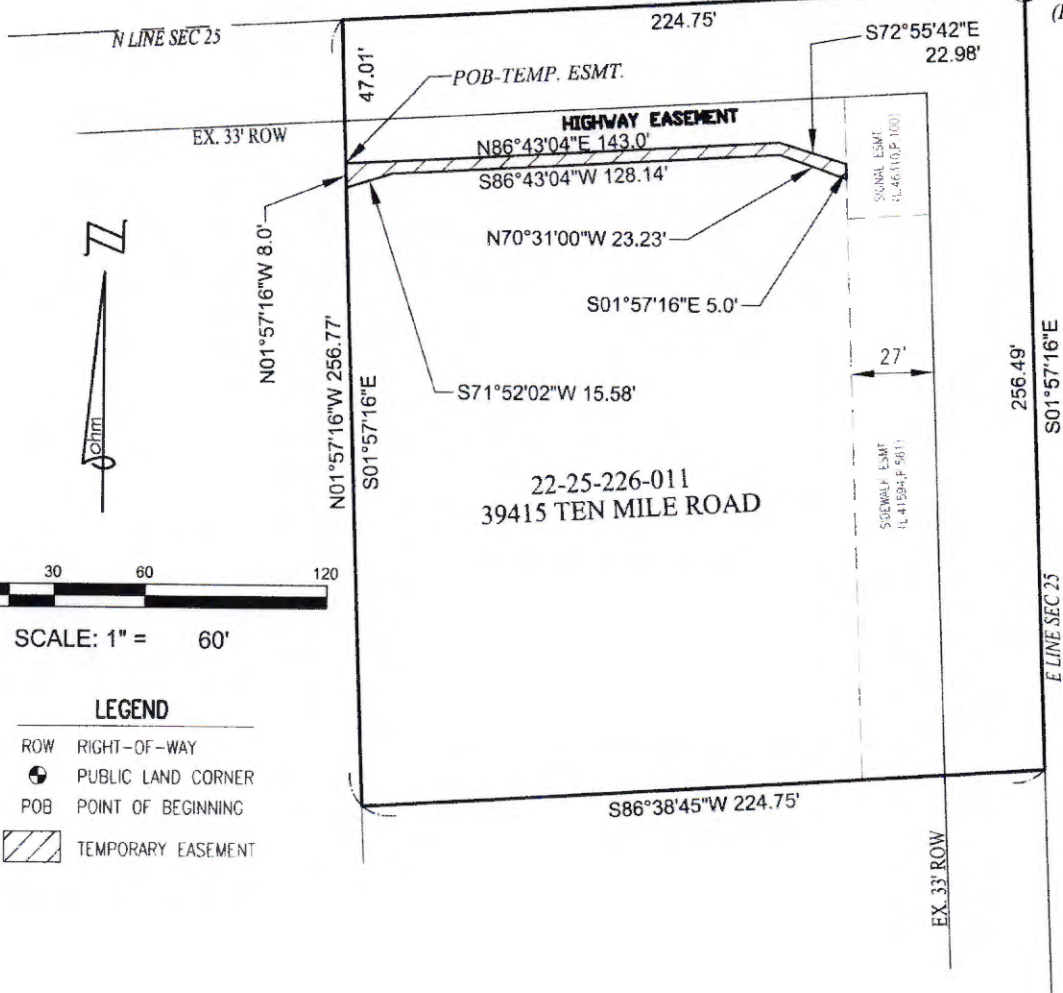 224.75'
(P
N LINE SEC 25
S72°55'42"E
22.98'
47.01'
POB-TEMP. ESMT.
EX. 33' ROW
HIGHWAY EASEMENT
N86°43'04"E 143.0'
S86°43'04"W 128.14'
SIGNAL ESMT.
N01°57'16"W 8.0'
N70°31'00"W 23.23'
S01°57'16"E 5.0'
N01°57'16"W 256.77'
S01°57'16"E
S71°52'02"W 15.58'
27'
256.49'
S01°57'16"E
22-25-226-011
39415 TEN MILE ROAD
SIDEWALK ESMT
ohm
30 60 120
SCALE: 1" = 60'
E LINE SEC 25
LEGEND
ROW RIGHT-OF-WAY
PUBLIC LAND CORNER
POB POINT OF BEGINNING
TEMPORARY EASEMENT
S86°38'45"W 224.75'
EX. 33' ROW